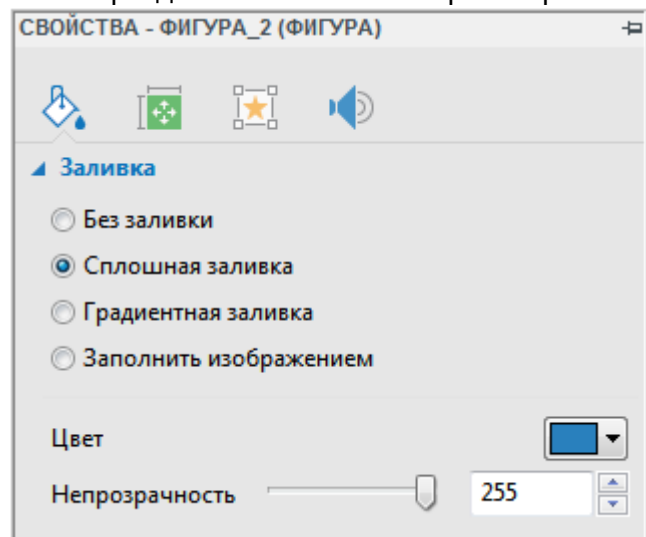 СВОЙСТВА - ФИГУРА_2 (ФИГУРА)
Заливка
Без заливки
Сплошная заливка
Градиентная заливка
Заполнить изображением
Цвет
Непрозрачность 255